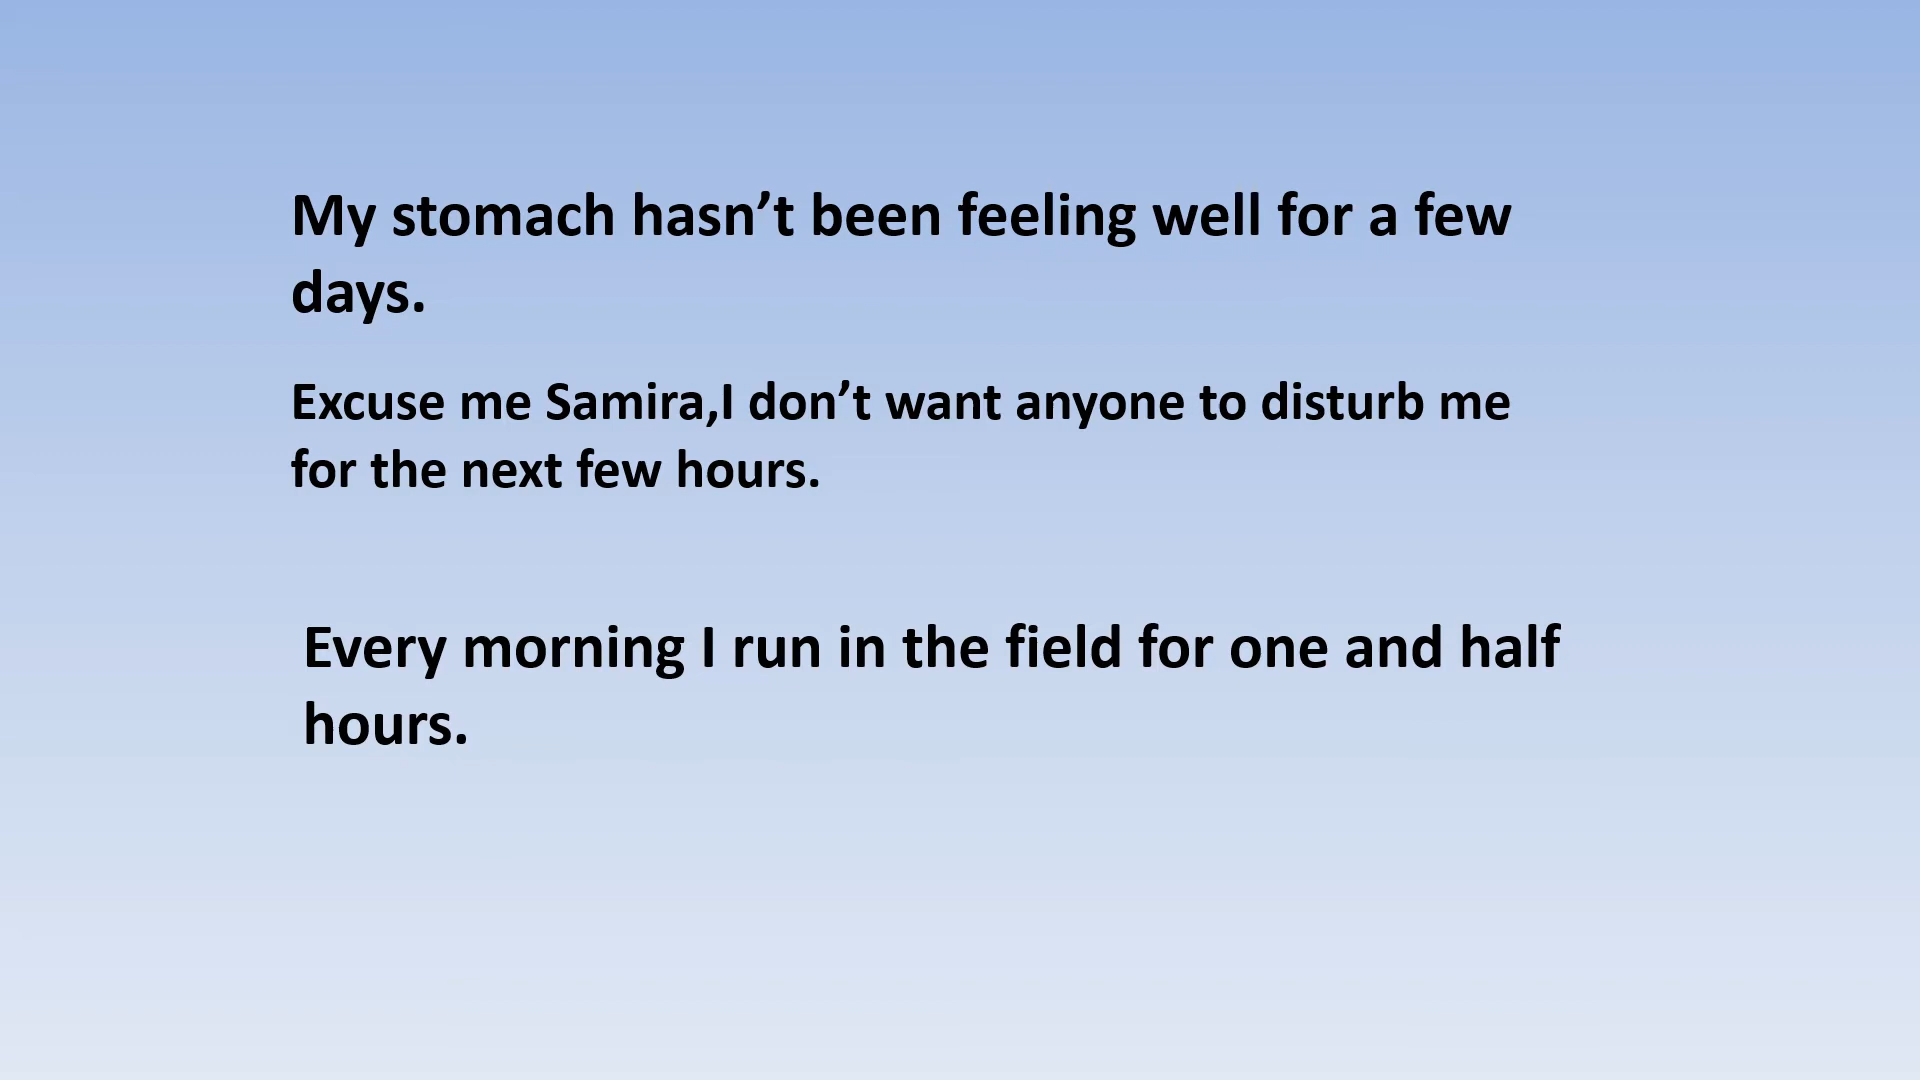 My stomach hasn’t been feeling well for a few
days.
Excuse me Samira,I don’t want anyone to disturb me
for the next few hours.
Every morning I run in the field for one and half
hours.